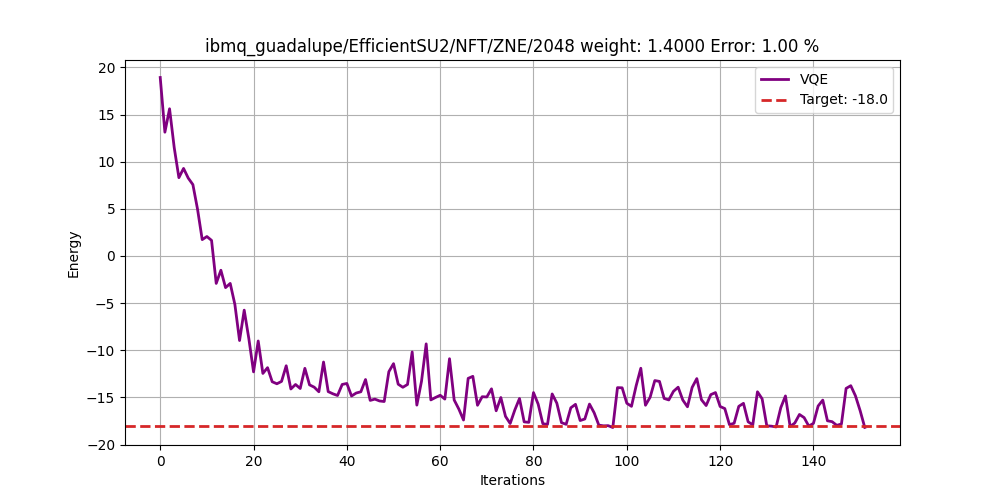 ibmq_guadalupe/EfficientSU2/NFT/ZNE/2048 weight: 1.4000 Error: 1.00 %
20
15
10
5
0
−5
−10
−15
−20
Energy
VQE
Target: -18.0
0 20 40 60 80 100 120 140
Iterations